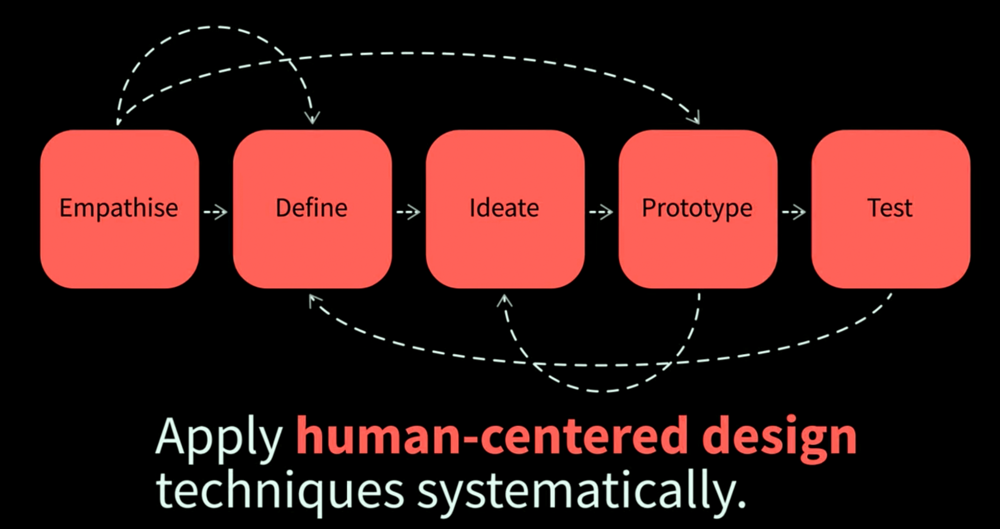 Empathise
Define
Ideate
Prototype
Test
Apply human-centered design
techniques systematically.